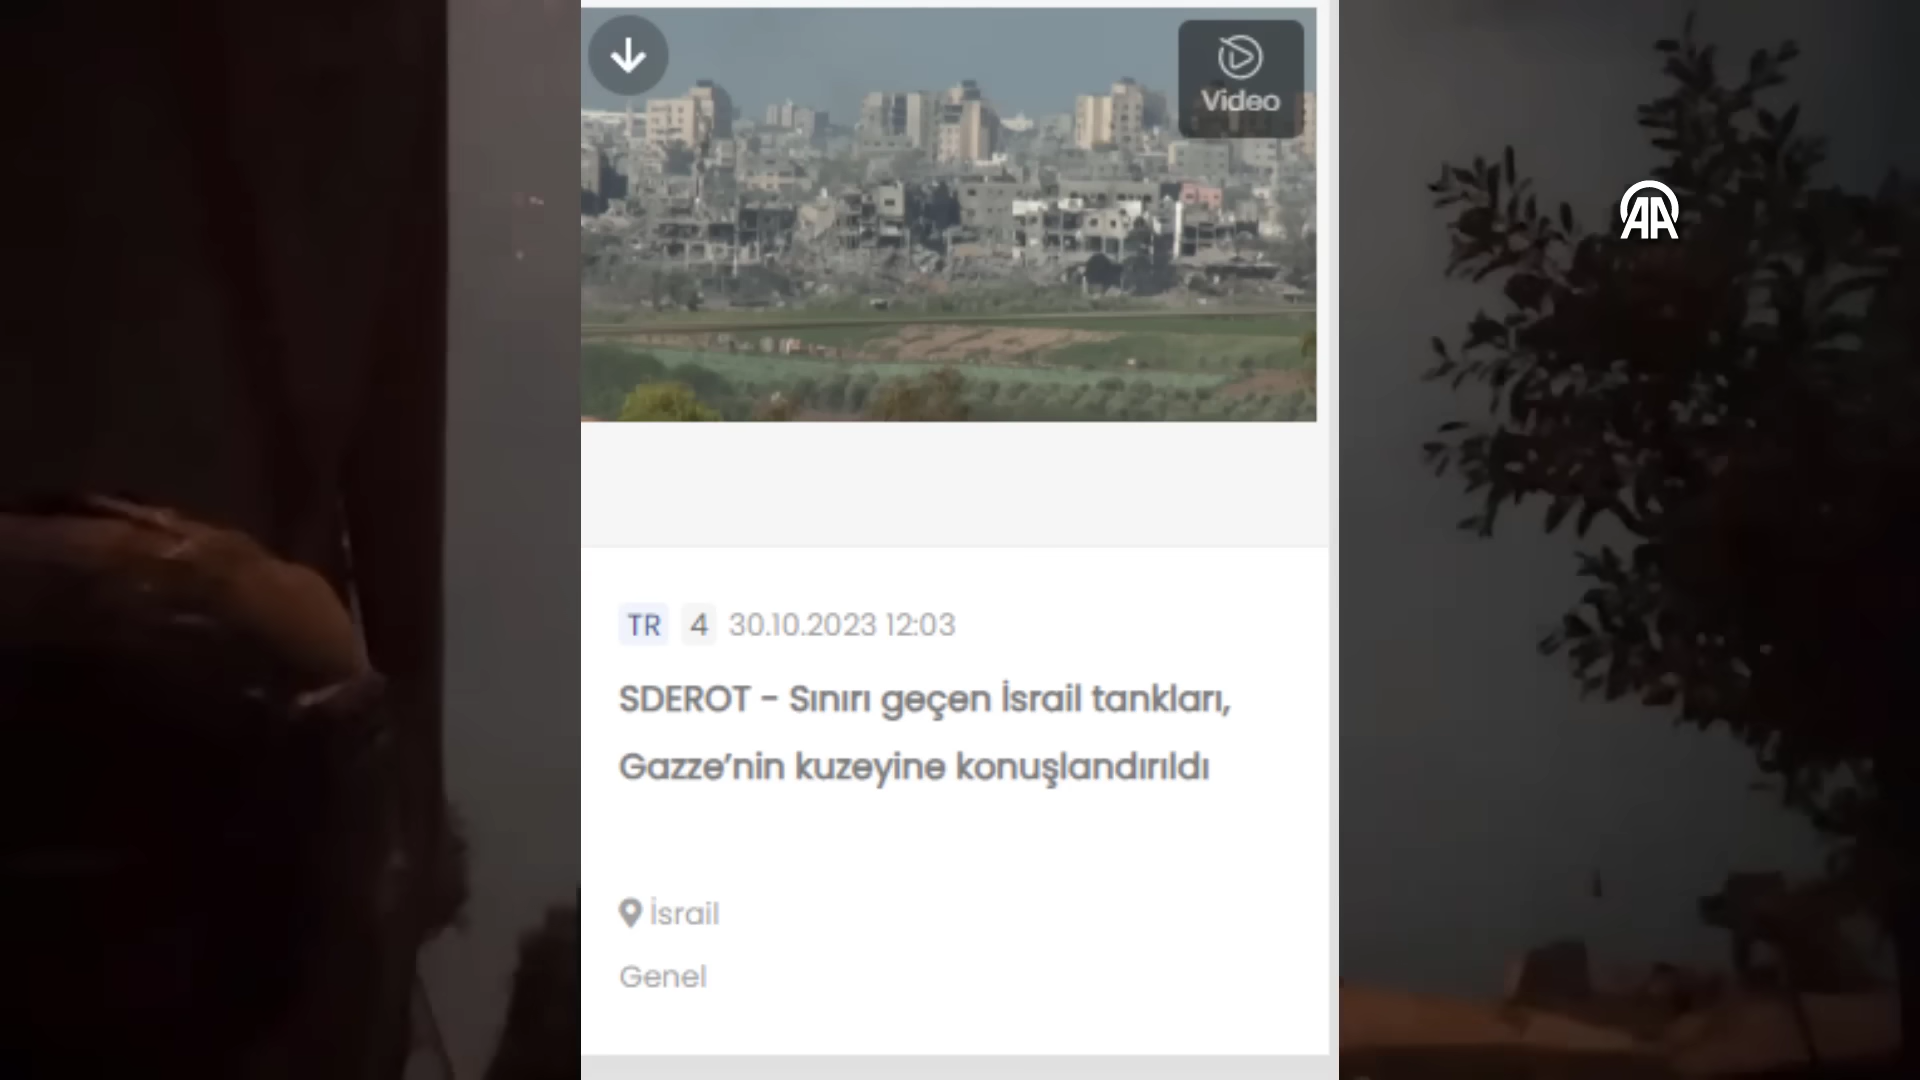 Video
AA
TR 4 30.10.2023 12:03
SDEROT - Sınırı geçen İsrail tankları,
Gazze’nin kuzeyine konuşlandırıldı
İsrail
Genel